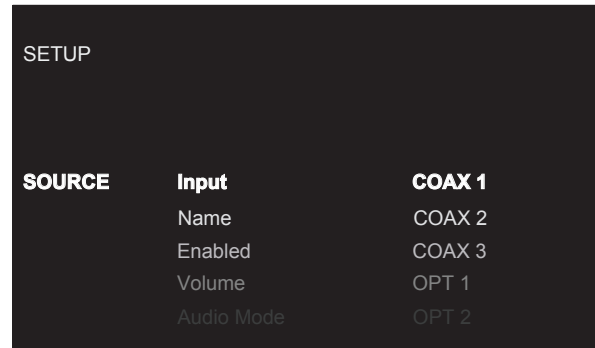 SETUP
SOURCE Input COAX 1
Name COAX 2
Enabled COAX 3
Volume OPT 1
Audio Mode OPT 2